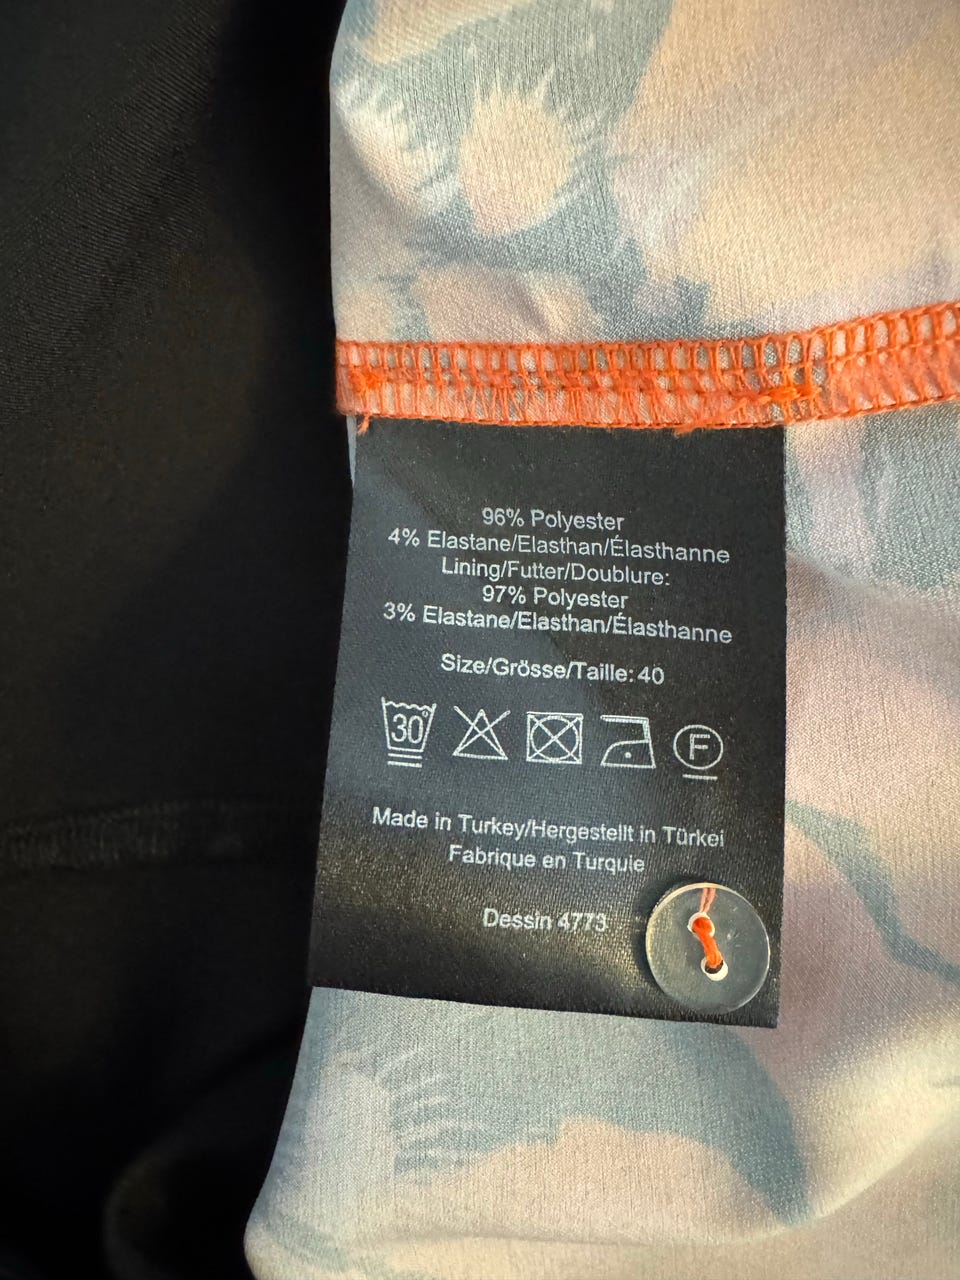 96% Polyester
4% Elastane/Elasthan/Élasthanne
Lining/Futter/Doublure:
97% Polyester
3% Elastane/Elasthan/Élasthanne
Size/Grösse/Taille: 40
30° F
Made in Turkey/Hergestellt in Türkei
Fabrique en Turquie
Dessin 4773